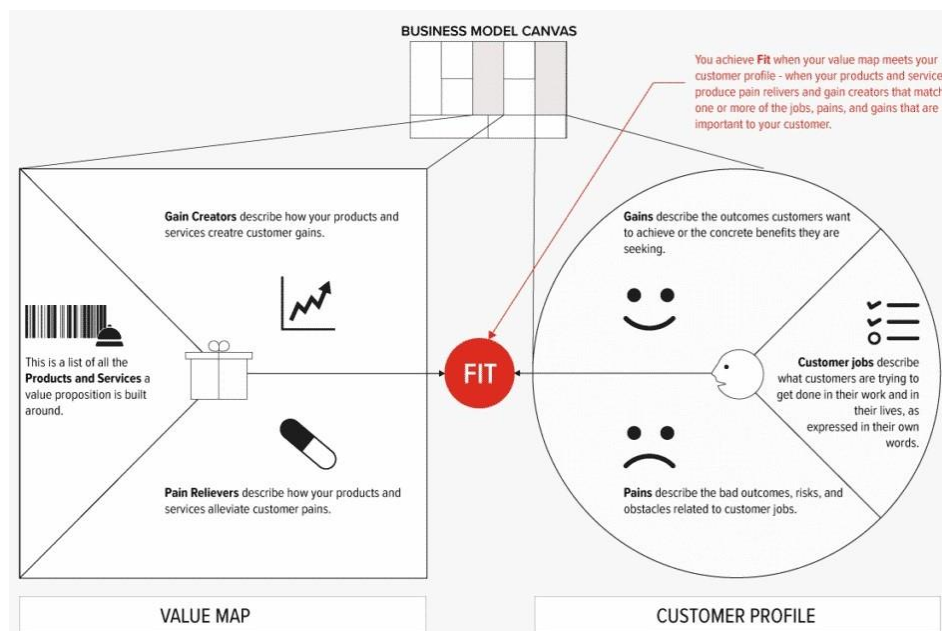 BUSINESS MODEL CANVAS
You achieve Fit when your value map meets your
customer profile - when your products and service
produce pain relivers and gain creators that match
one or more of the jobs, pains, and gains that are
important to your customer.
Gain Creators describe how your products and
services creatre customer gains.
This is a list of all the
Products and Services a
value proposition is built
around.
Pain Relievers describe how your products and
services alleviate customer pains.
FIT
Gains describe the outcomes customers want
to achieve or the concrete benefits they are
seeking.
Customer jobs describe
what customers are trying to
get done in their work and in
their lives, as
expressed in their own
words.
Pains describe the bad outcomes, risks, and
obstacles related to customer jobs.
VALUE MAP
CUSTOMER PROFILE